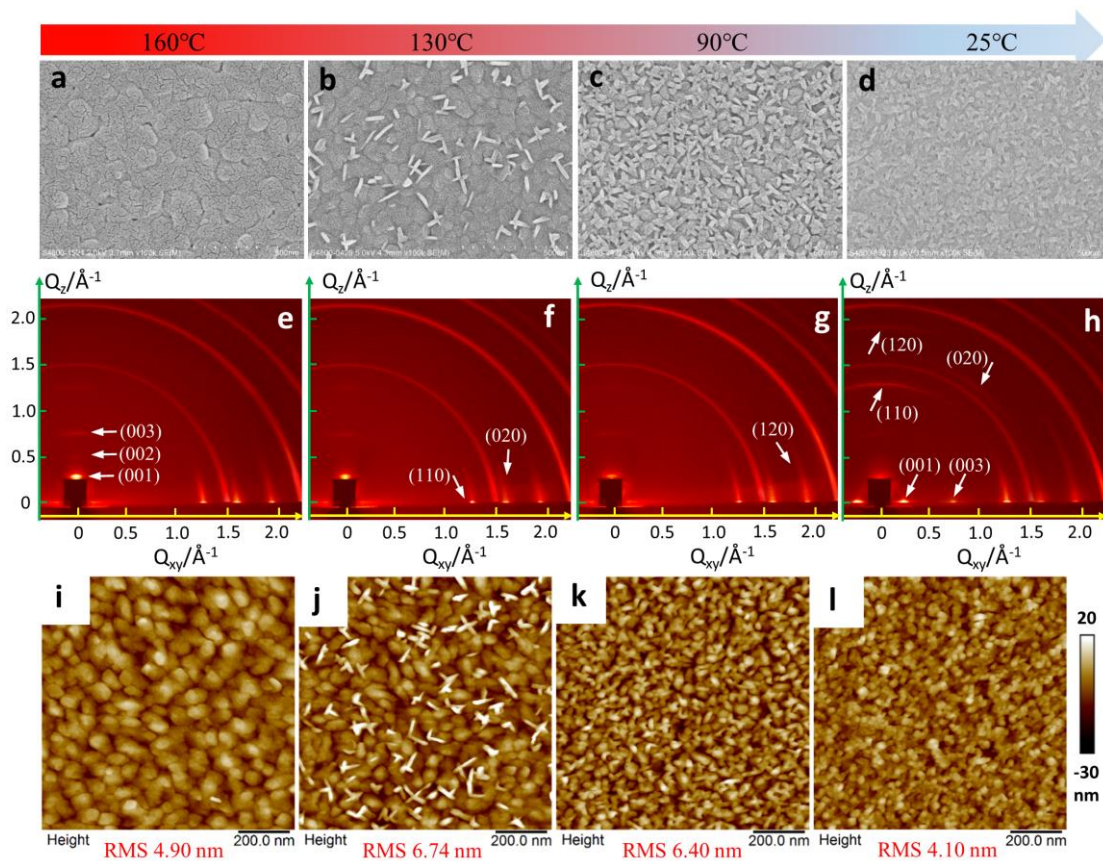 160℃ 130℃ 90℃ 25℃
a b c d
500nm
Qz/Å-1 Qz/Å-1 Qz/Å-1 Qz/Å-1
e f g h
2.0
1.5
1.0
0.5
0
(003)
(002)
(001)
(020)
(110)
(120)
(120)
(020)
(110)
(001) (003)
0 0.5 1.0 1.5 2.0 0 0.5 1.0 1.5 2.0 0 0.5 1.0 1.5 2.0 0 0.5 1.0 1.5 2.0
Qxy/Å-1 Qxy/Å-1 Qxy/Å-1 Qxy/Å-1
i j k l
20
-30
nm
Height 200.0 nm Height 200.0 nm Height 200.0 nm Height 200.0 nm
RMS 4.90 nm RMS 6.74 nm RMS 6.40 nm RMS 4.10 nm